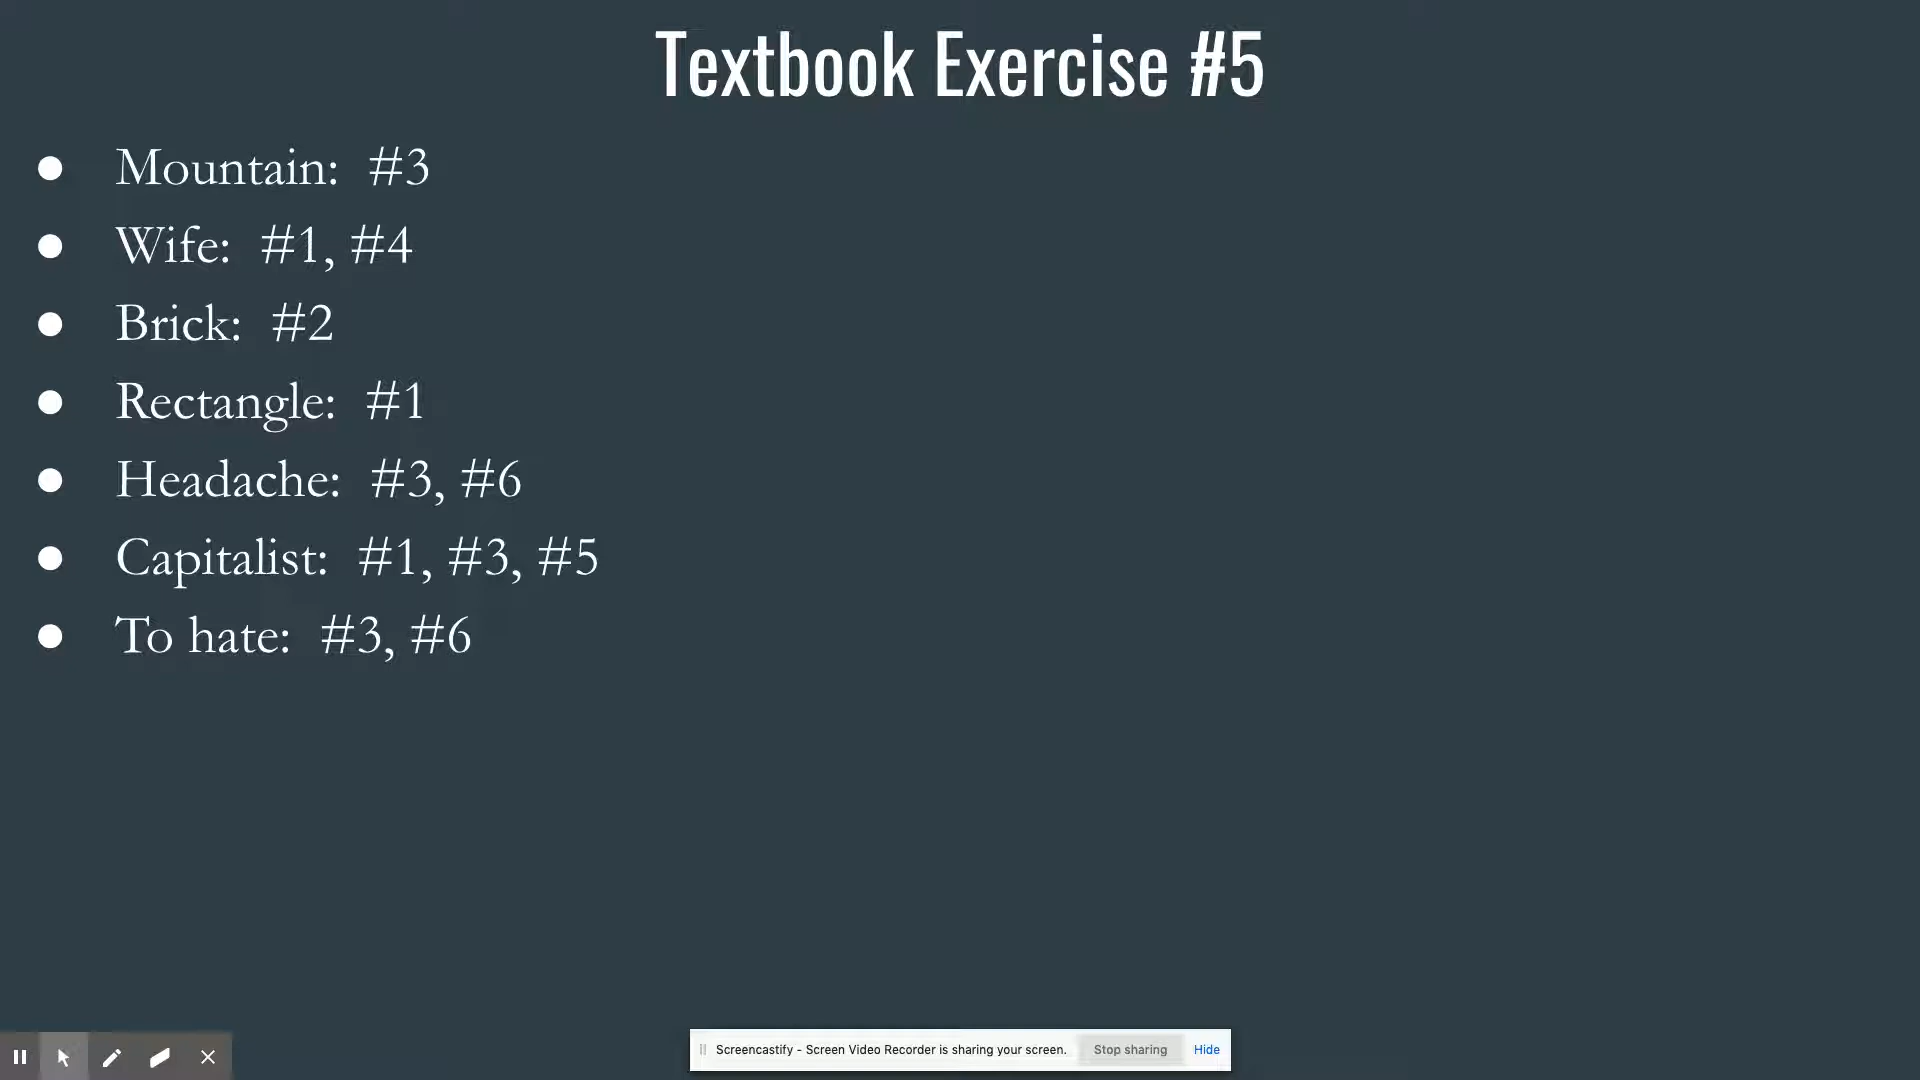 Textbook Exercise #5
● Mountain: #3
● Wife: #1, #4
● Brick: #2
● Rectangle: #1
● Headache: #3, #6
● Capitalist: #1, #3, #5
● To hate: #3, #6
Screencastify - Screen Video Recorder is sharing your screen. Stop sharing Hide